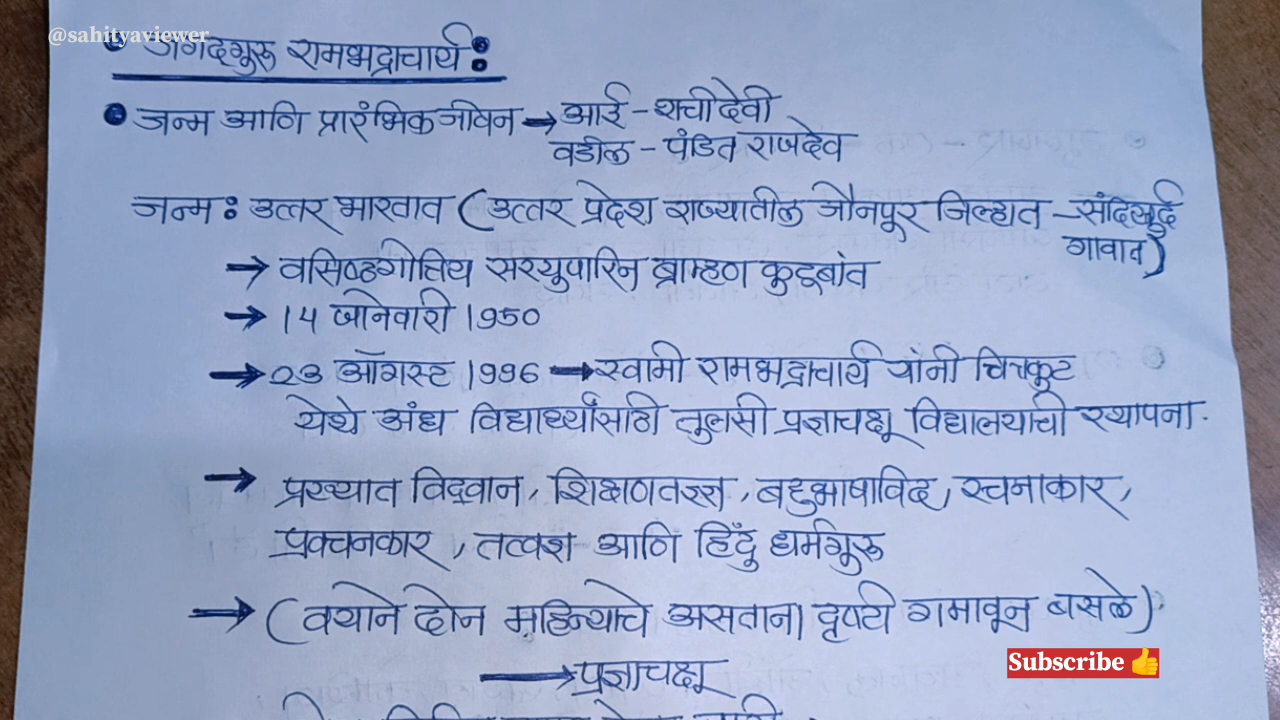 @sahityaviewer
• जगदगुरू रामभद्राचार्य :
• जन्म आणि प्रारंभिक जीवन → आई - शचीदेवी
वडील - पंडित राजदेव
जन्म : उत्तर भारतात ( उत्तर प्रदेश राज्यातील जौनपूर जिल्हात - सांदिखुर्द
गावात)
→ वसिष्ठगोत्रिय सरयुपारिन ब्राम्हण कुटूबांत
→ 14 जानेवारी 1950
→ 23 ऑगस्ट 1996 → स्वामी रामभद्राचार्य यांनी चित्रकुट
येथे अंध विद्यार्थ्यांसाठी तुलसी प्रज्ञाचक्षू विद्यालयाची स्थापना.
→ प्रख्यात विद्वान, शिक्षणतज्ज्ञ, बहुभाषाविद, रचनाकार,
प्रवचनकार, तत्वज्ञ आणि हिंदु धर्मगुरू
→ (वयाने दोन महिन्याचे असताना दृष्टी गमावून बसले)
→ प्रज्ञाचक्षू
Subscribe 👍